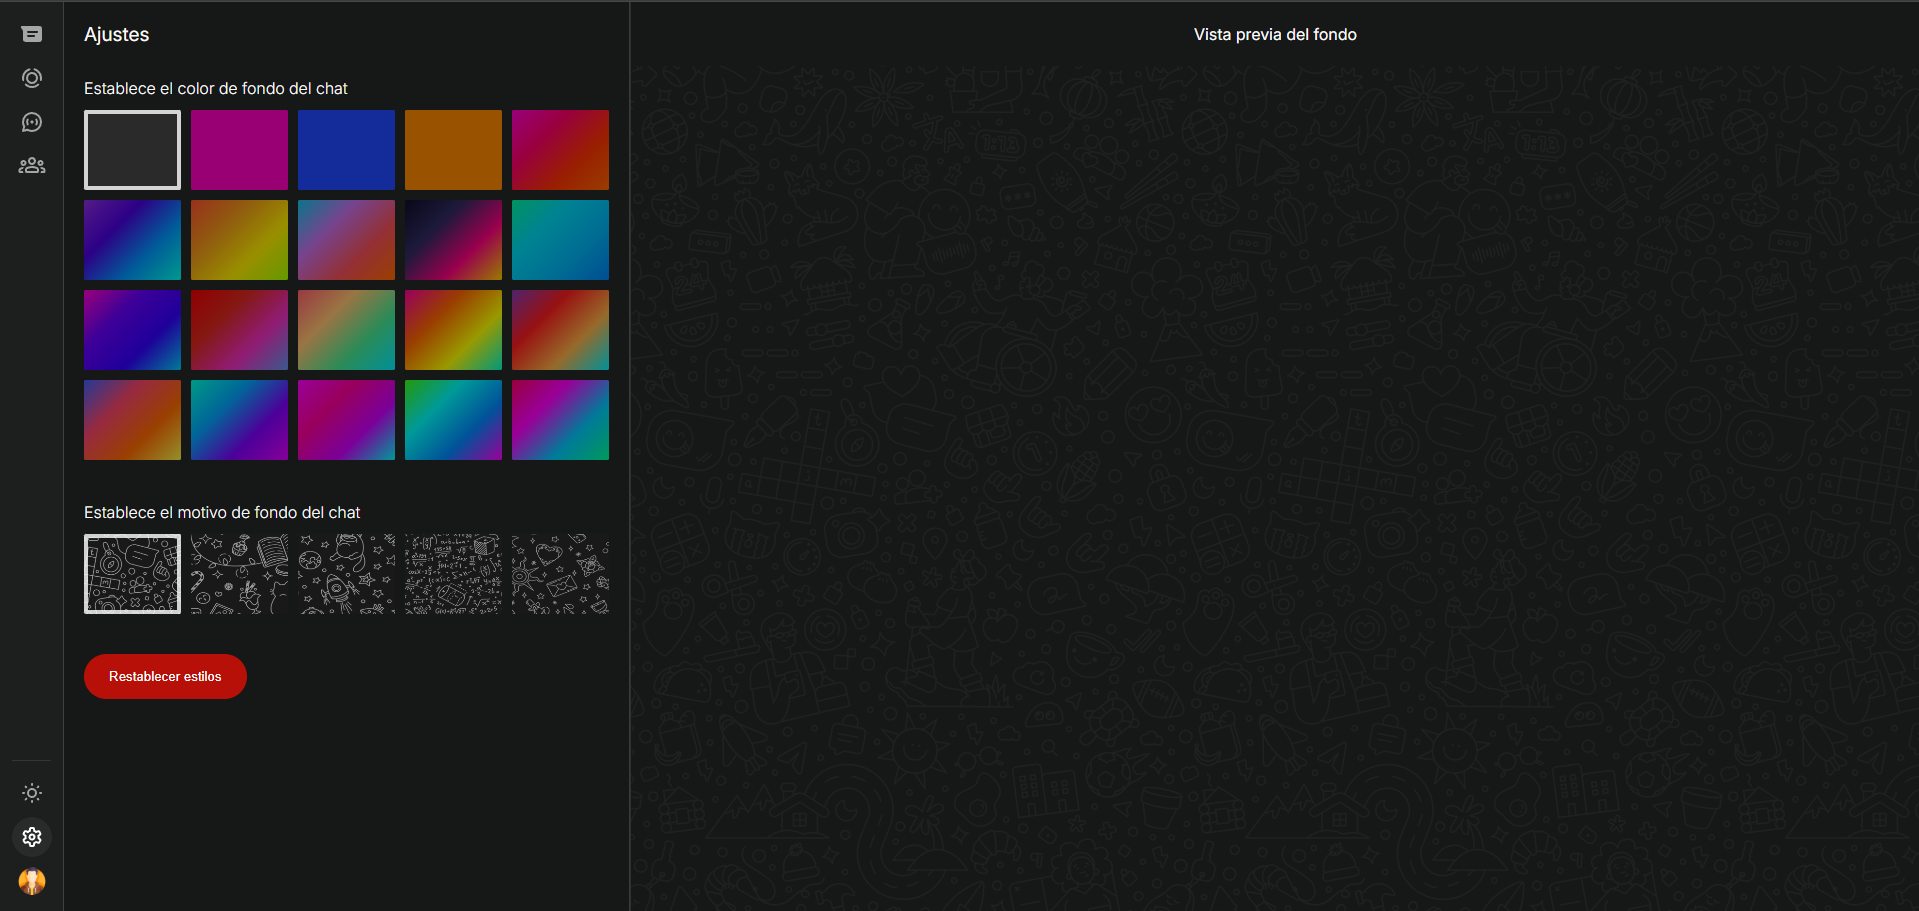 Ajustes
Vista previa del fondo
Establece el color de fondo del chat
Establece el motivo de fondo del chat
Restablecer estilos